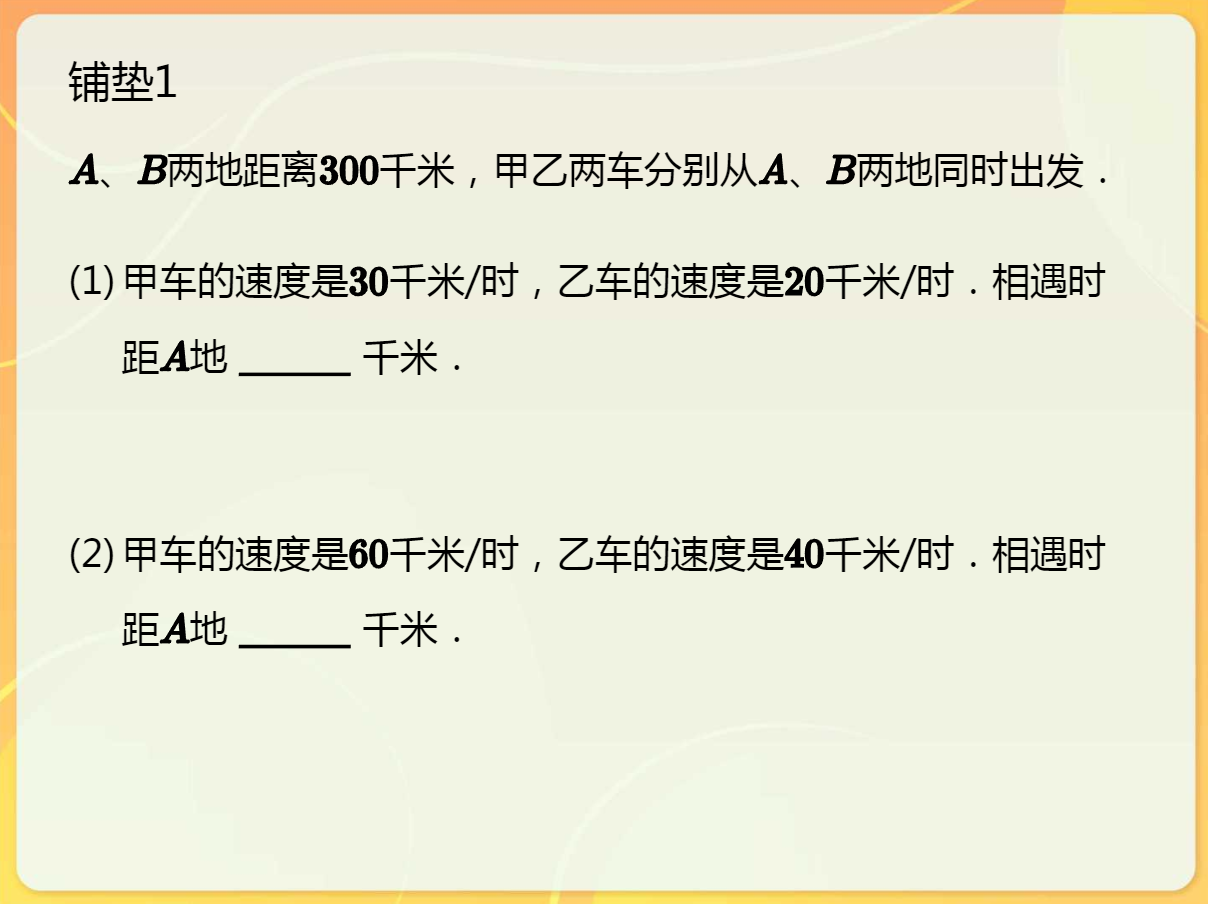 铺垫1
A、B两地距离300千米，甲乙两车分别从A、B两地同时出发．
(1) 甲车的速度是30千米/时，乙车的速度是20千米/时．相遇时
距A地 ______ 千米．
(2) 甲车的速度是60千米/时，乙车的速度是40千米/时．相遇时
距A地 ______ 千米．